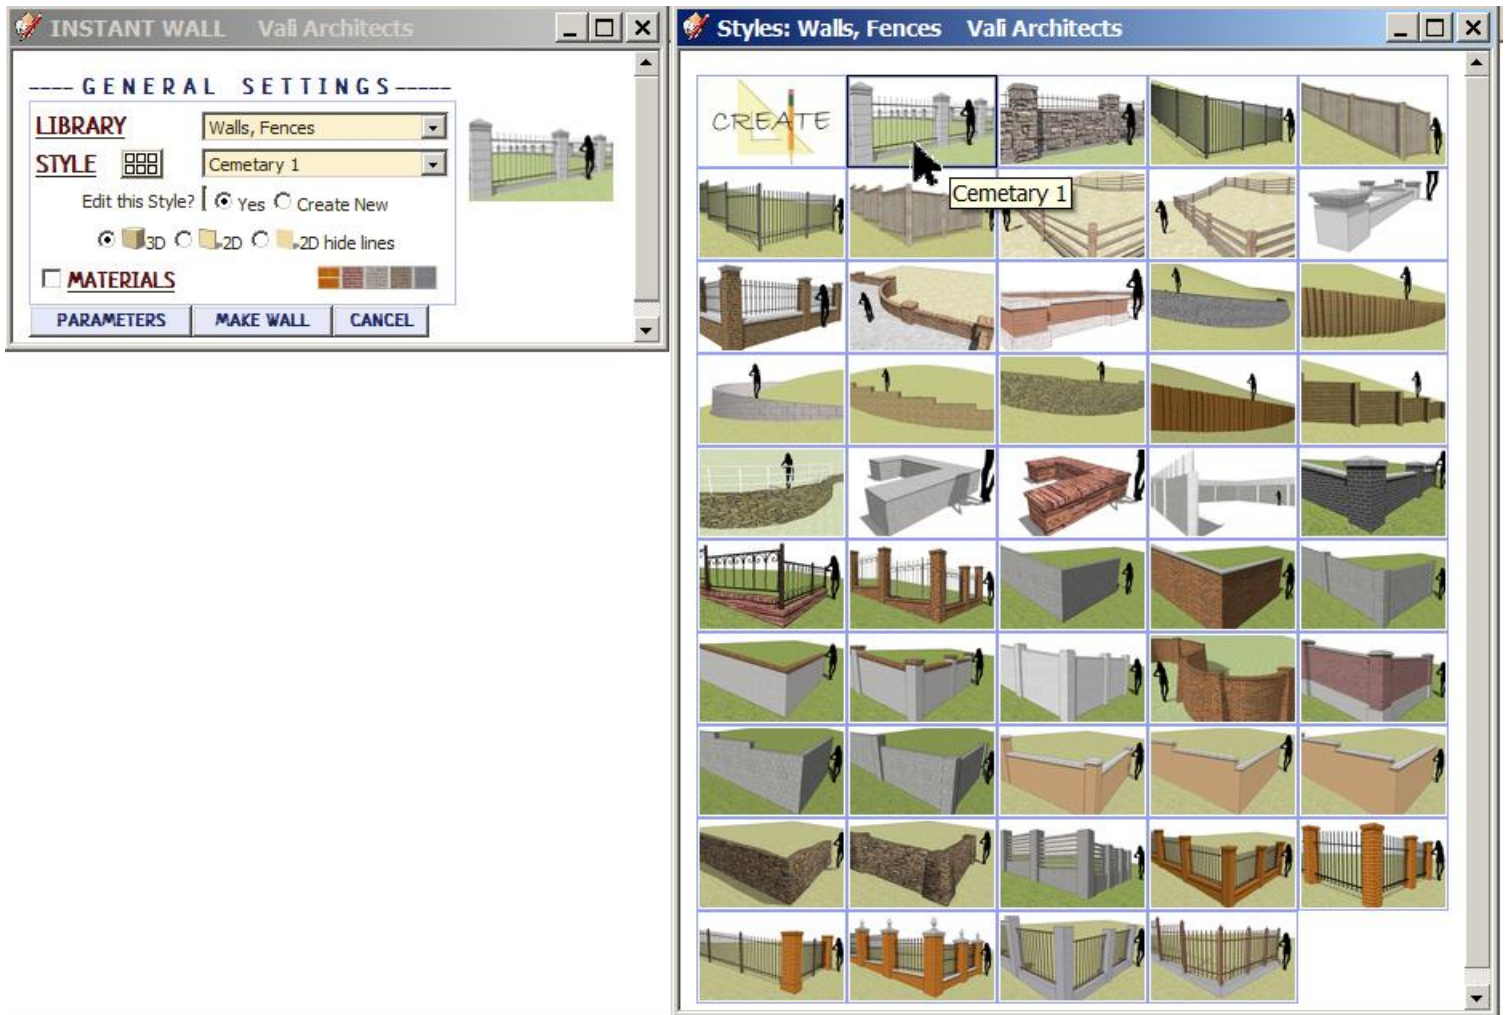 INSTANT WALL Vali Architects
----GENERAL SETTINGS-----
LIBRARY Walls, Fences
STYLE Cemetary 1
Edit this Style? Yes Create New
3D 2D 2D hide lines
MATERIALS
PARAMETERS MAKE WALL CANCEL
Styles: Walls, Fences Vali Architects
CREATE
Cemetary 1